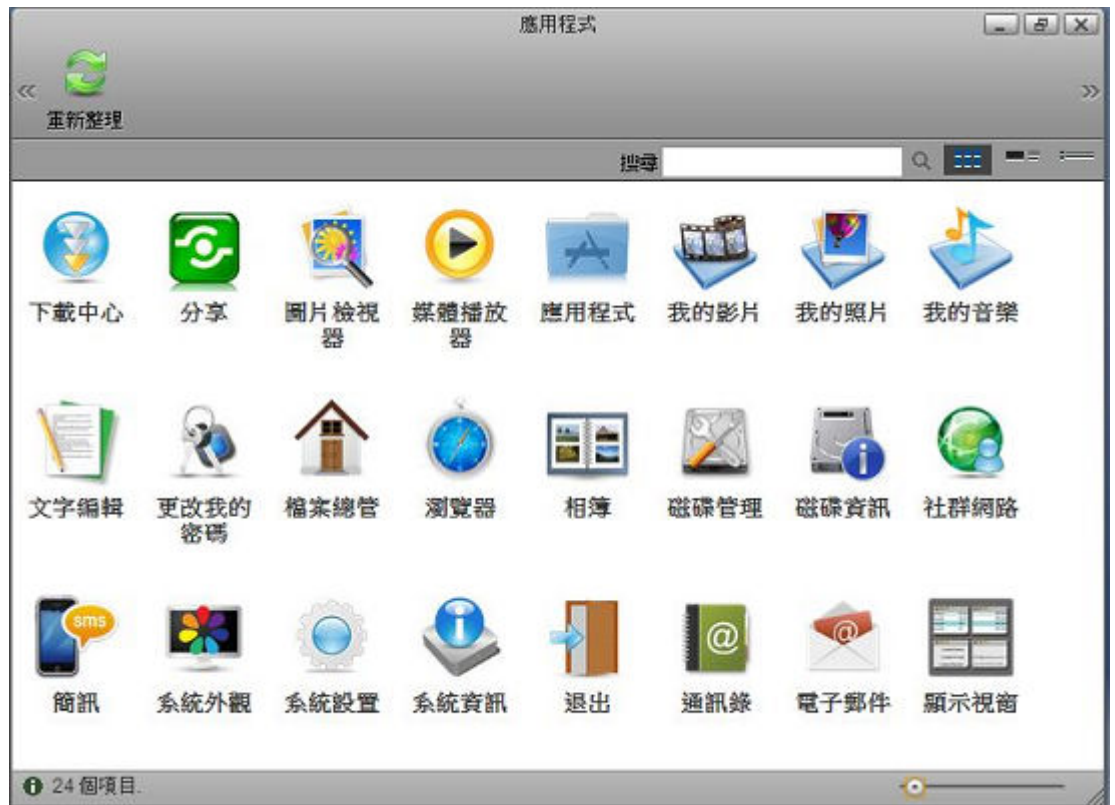 應用程式
重新整理
搜尋
下載中心 分享 圖片檢視器 媒體播放器 應用程式 我的影片 我的照片 我的音樂
文字編輯 更改我的密碼 檔案總管 瀏覽器 相簿 磁碟管理 磁碟資訊 社群網路
sms
@ @
簡訊 系統外觀 系統設置 系統資訊 退出 通訊錄 電子郵件 顯示視窗
24 個項目.